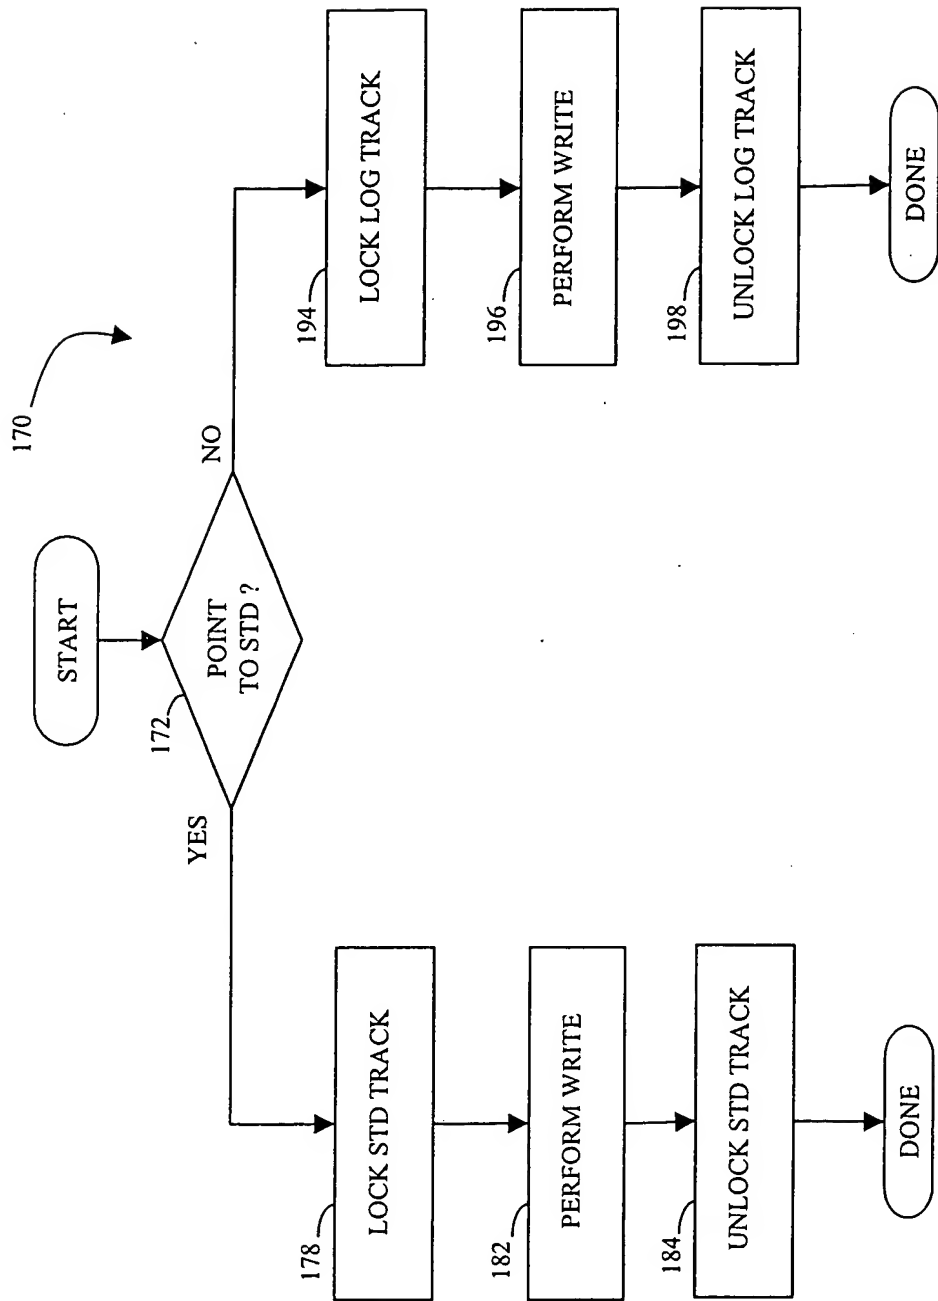 170
START
172
POINT
TO STD ?
YES
NO
178
LOCK STD TRACK
182
PERFORM WRITE
184
UNLOCK STD TRACK
DONE
194
LOCK LOG TRACK
196
PERFORM WRITE
198
UNLOCK LOG TRACK
DONE